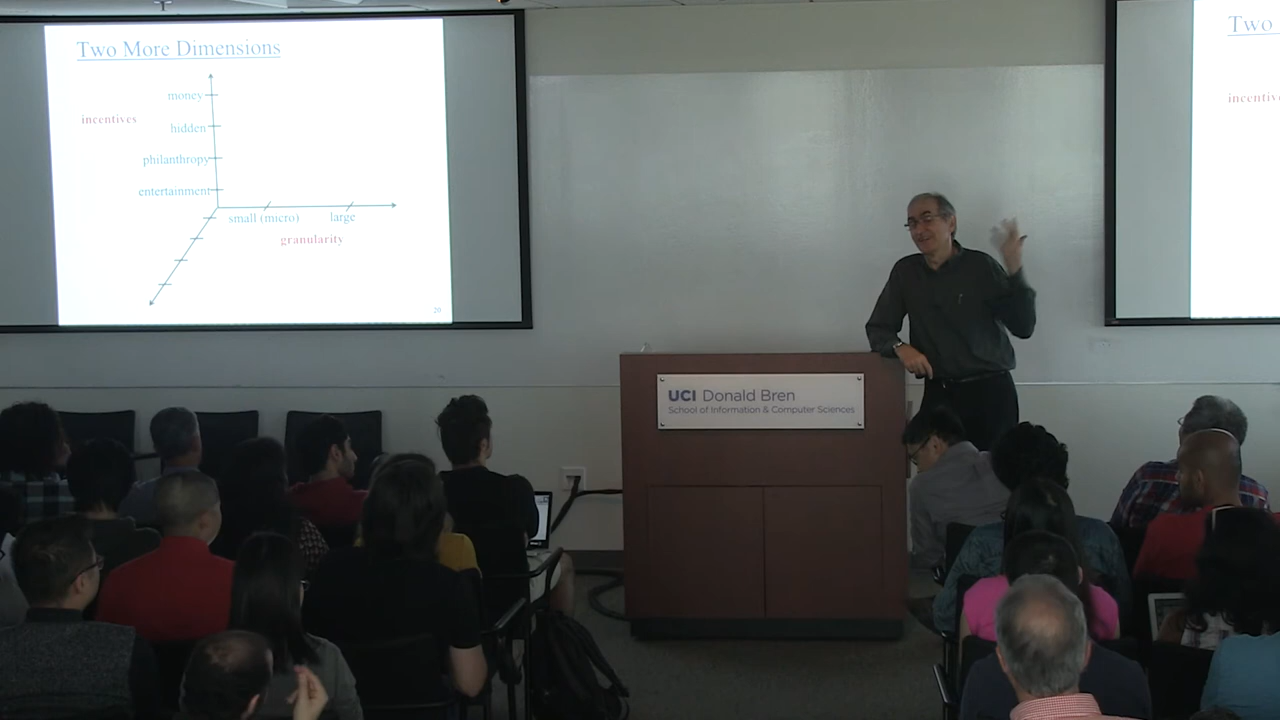 Two More Dimensions
money
incentives
hidden
philanthropy
entertainment
small (micro) large
granularity
20
UCI Donald Bren
School of Information & Computer Sciences
Two